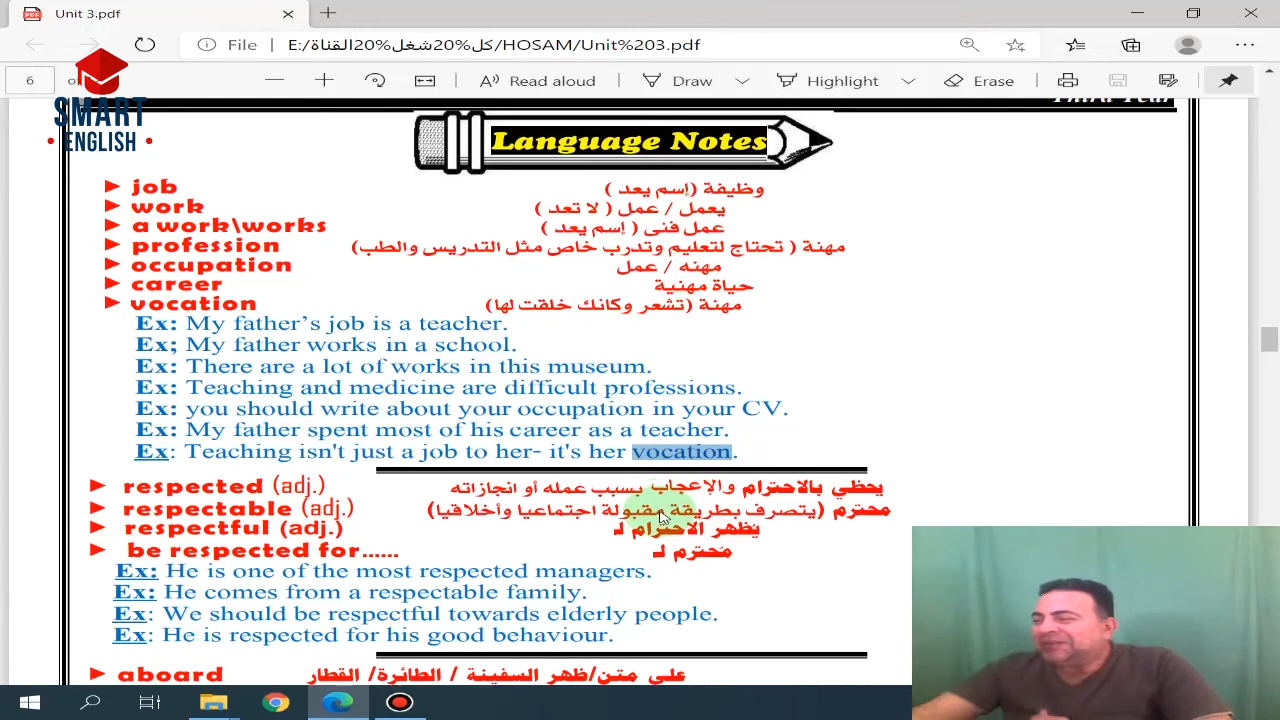 Unit 3.pdf
File E:/كل%20شغل%20القناة/HOSAM/Unit%203.pdf
6
Read aloud Draw Highlight Erase
SMART
• ENGLISH •
Third Year
Language Notes
job وظيفة (إسم يعد )
work يعمل / عمل ( لا تعد )
a work\works عمل فنى ( إسم يعد )
profession مهنة ( تحتاج لتعليم وتدرب خاص مثل التدريس والطب)
occupation مهنه / عمل
career حياة مهنية
vocation مهنة (تشعر وكانك خلقت لها)
Ex: My father’s job is a teacher.
Ex; My father works in a school.
Ex: There are a lot of works in this museum.
Ex: Teaching and medicine are difficult professions.
Ex: you should write about your occupation in your CV.
Ex: My father spent most of his career as a teacher.
Ex: Teaching isn't just a job to her- it's her vocation.
respected (adj.) يحظي بالاحترام والإعجاب بسبب عمله أو انجازاته
respectable (adj.) محترم (يتصرف بطريقة مقبولة اجتماعيا وأخلاقيا)
respectful (adj.) يُظهر الاحترام لـ
be respected for...... مُحترم لـ
Ex: He is one of the most respected managers.
Ex: He comes from a respectable family.
Ex: We should be respectful towards elderly people.
Ex: He is respected for his good behaviour.
aboard علي متن/ظهر السفينة / الطائرة/ القطار